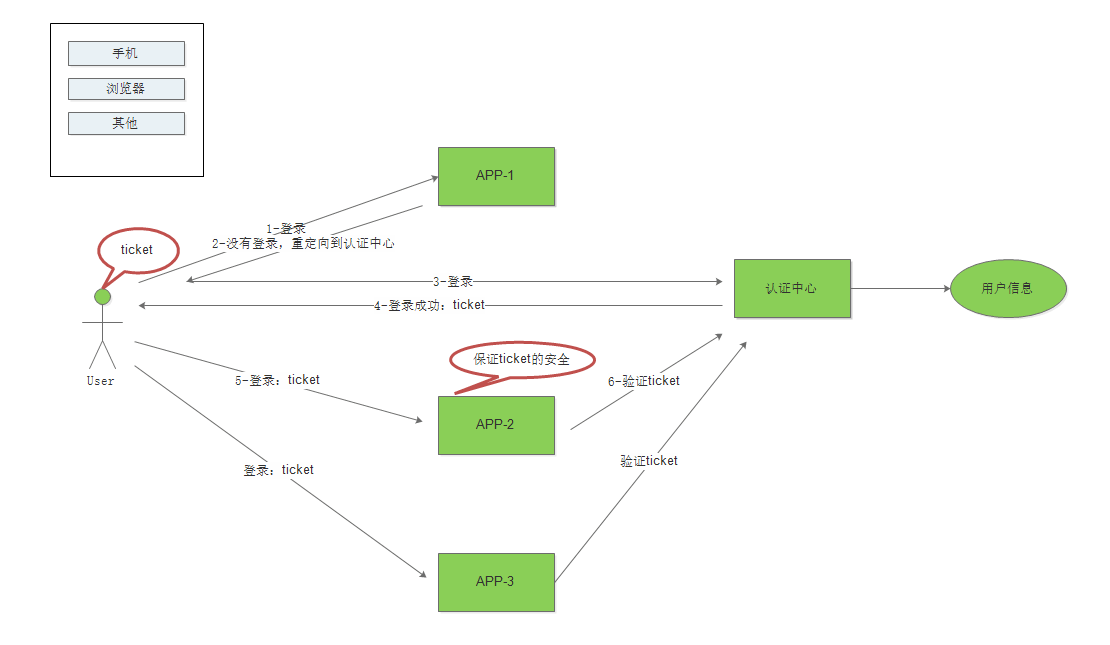 手机
浏览器
其他
APP-1
1-登录
2-没有登录，重定向到认证中心
ticket
3-登录
认证中心
用户信息
4-登录成功：ticket
保证ticket的安全
User
5-登录：ticket
6-验证ticket
APP-2
验证ticket
登录：ticket
APP-3